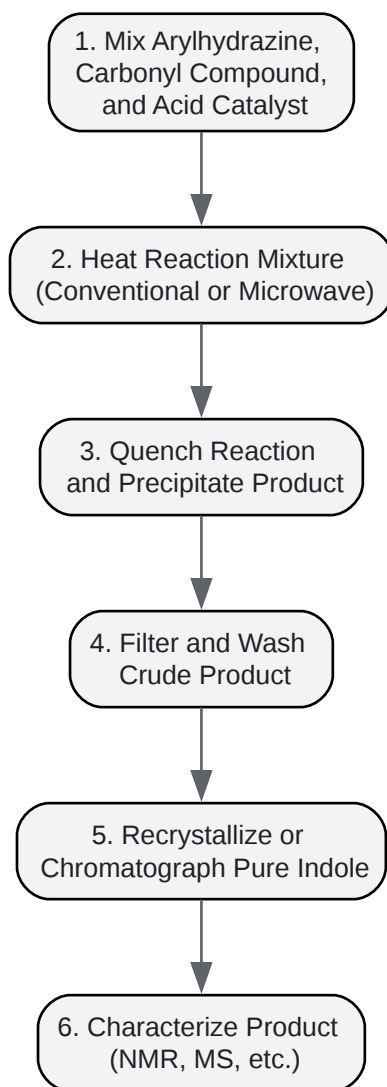 1. Mix Arylhydrazine,
Carbonyl Compound,
and Acid Catalyst
2. Heat Reaction Mixture
(Conventional or Microwave)
3. Quench Reaction
and Precipitate Product
4. Filter and Wash
Crude Product
5. Recrystallize or
Chromatograph Pure Indole
6. Characterize Product
(NMR, MS, etc.)